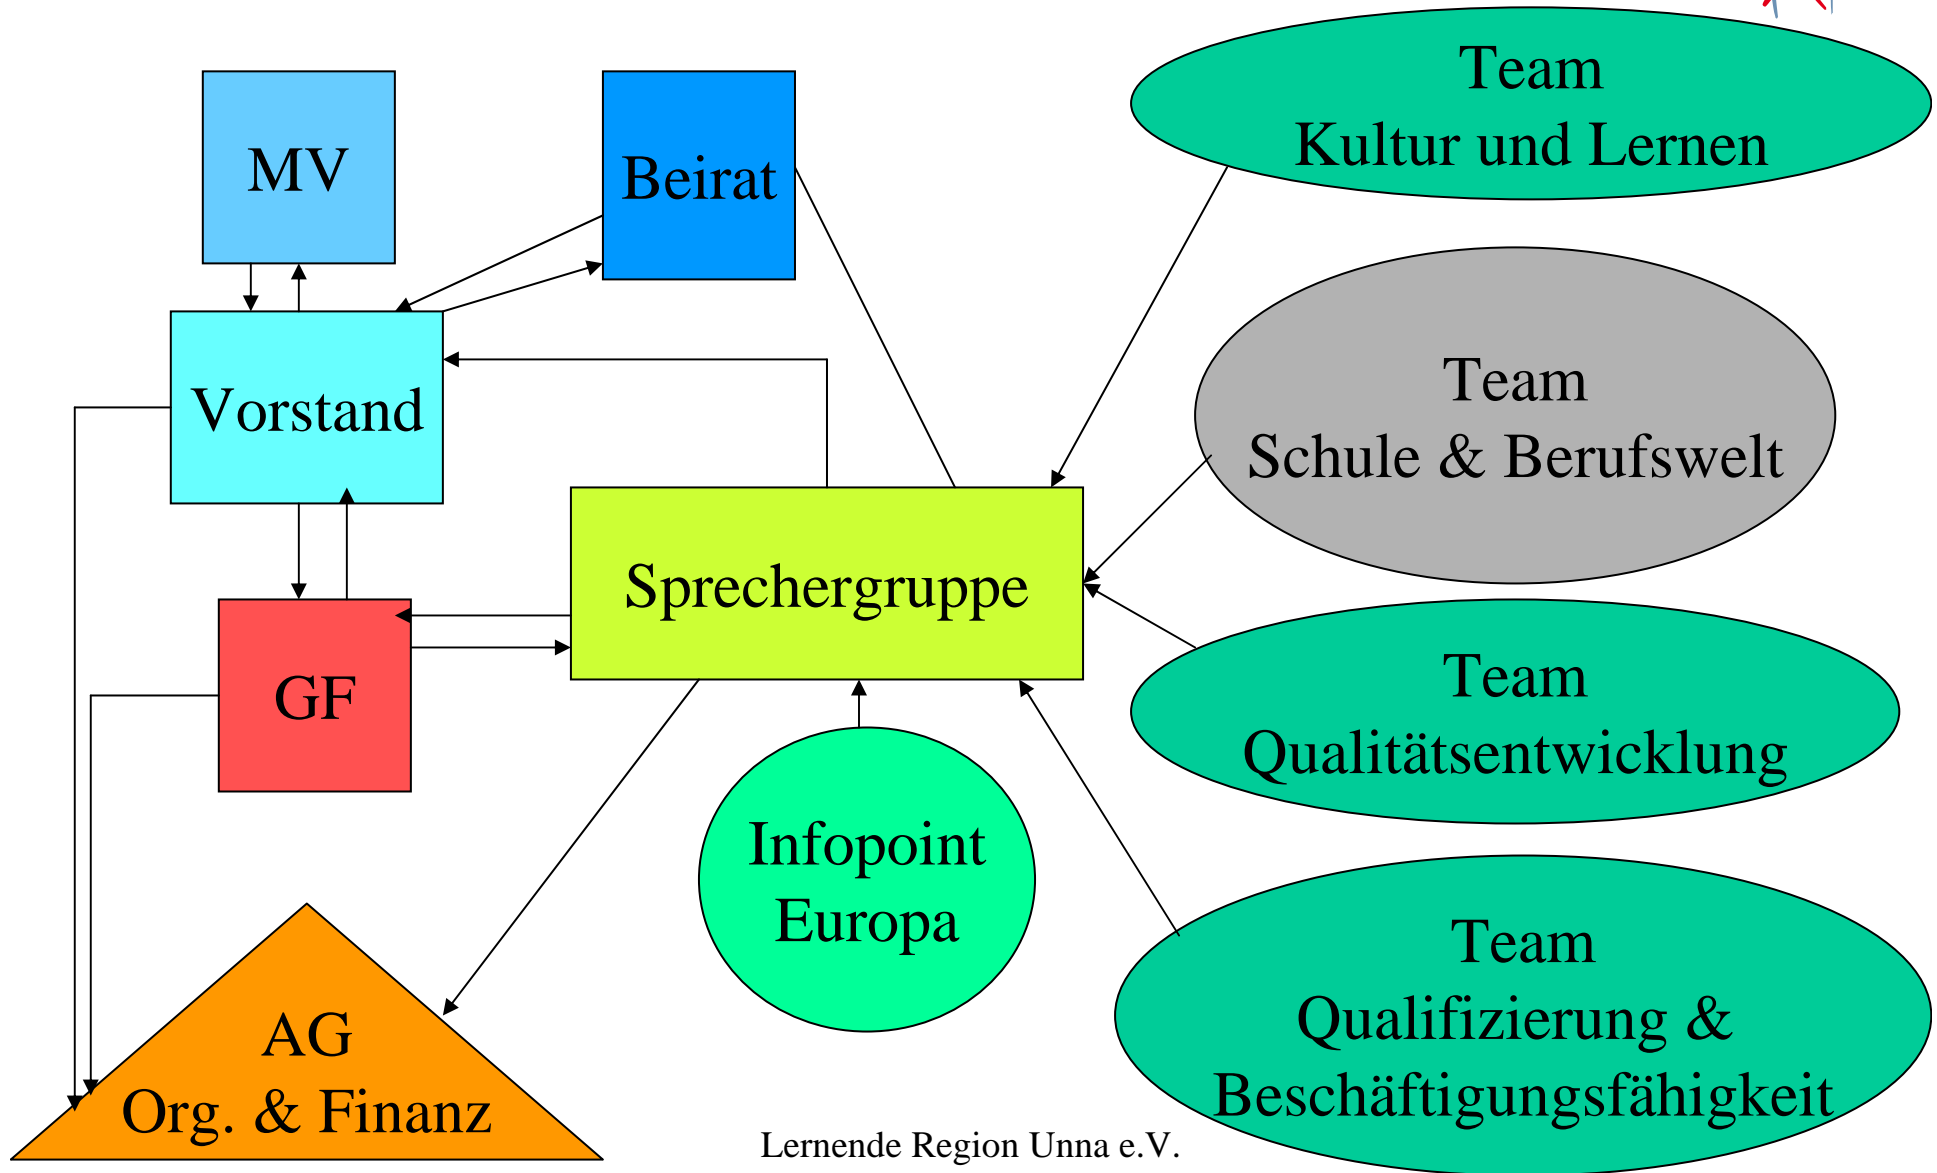 MV
Beirat
Team
Kultur und Lernen
Vorstand
Team
Schule & Berufswelt
Sprechergruppe
GF
Team
Qualitätsentwicklung
Infopoint
Europa
Team
Qualifizierung &
Beschäftigungsfähigkeit
AG
Org. & Finanz
Lernende Region Unna e.V.